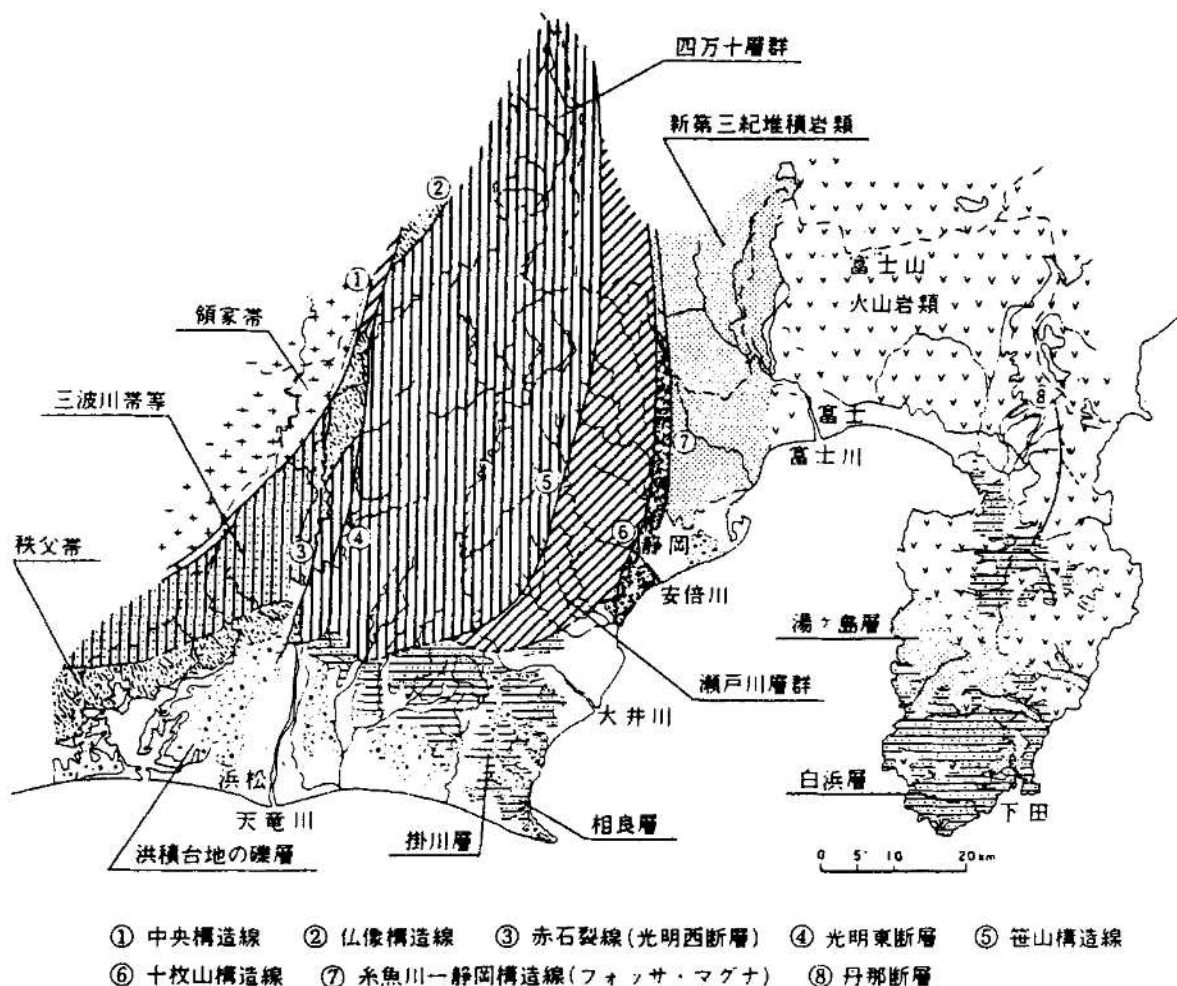 四万十層群
新第三紀堆積岩類
②
①
富士山
火山岩類
領家帯
三波川帯等
⑧
富士
⑦
富士川
⑤
秩父帯
③
④
⑥
静岡
安倍川
湯ヶ島層
瀬戸川層群
大井川
浜松
白浜層
天竜川
下田
相良層
掛川層
洪積台地の礫層
0 5 10 20km
① 中央構造線 ② 仏像構造線 ③ 赤石裂線(光明西断層) ④ 光明東断層 ⑤ 笹山構造線
⑥ 十枚山構造線 ⑦ 糸魚川一静岡構造線(フォッサ・マグナ) ⑧ 丹那断層